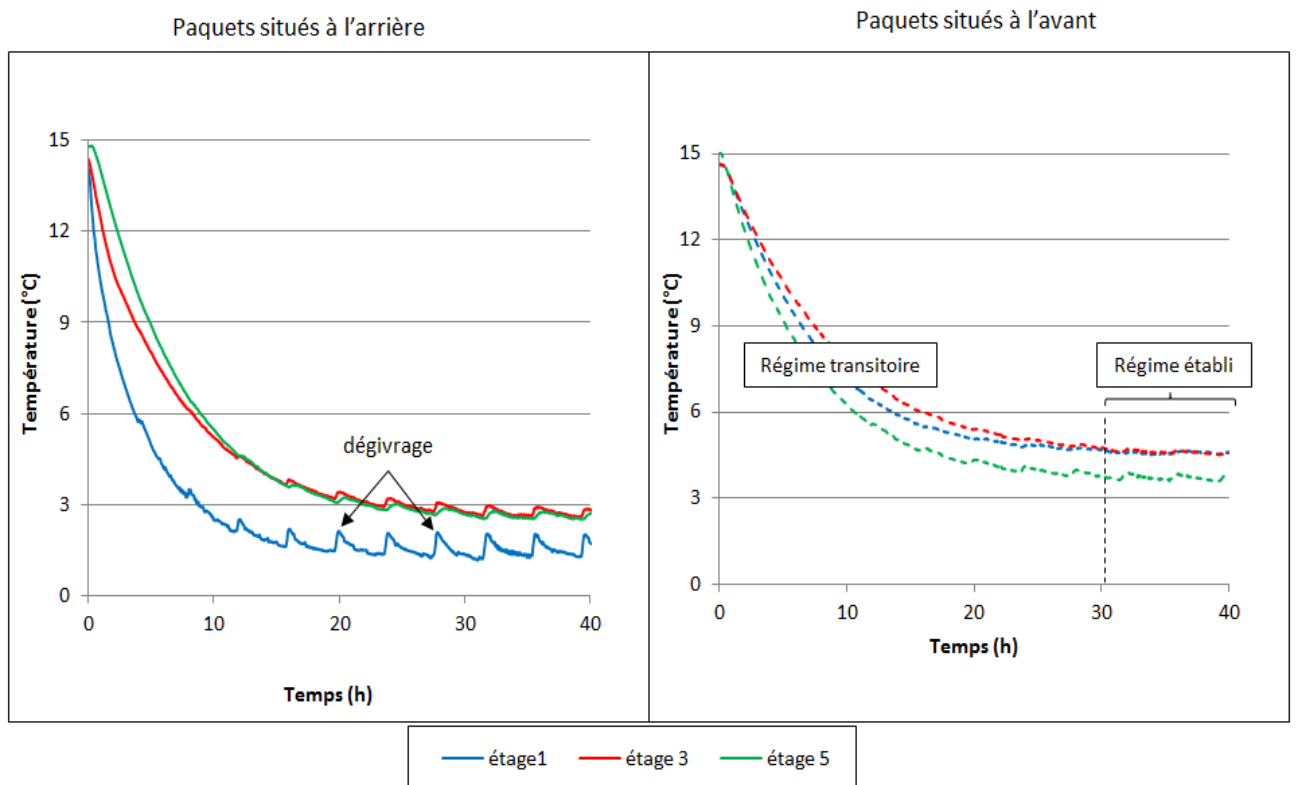 Paquets situés à l'arrière
Paquets situés à l'avant
15
12
9
6
3
0
Température (°C)
dégivrage
0
10
20
30
40
Temps (h)
15
12
9
6
3
0
Température (°C)
Régime transitoire
Régime établi
0
10
20
30
40
Temps (h)
étage1
étage 3
étage 5